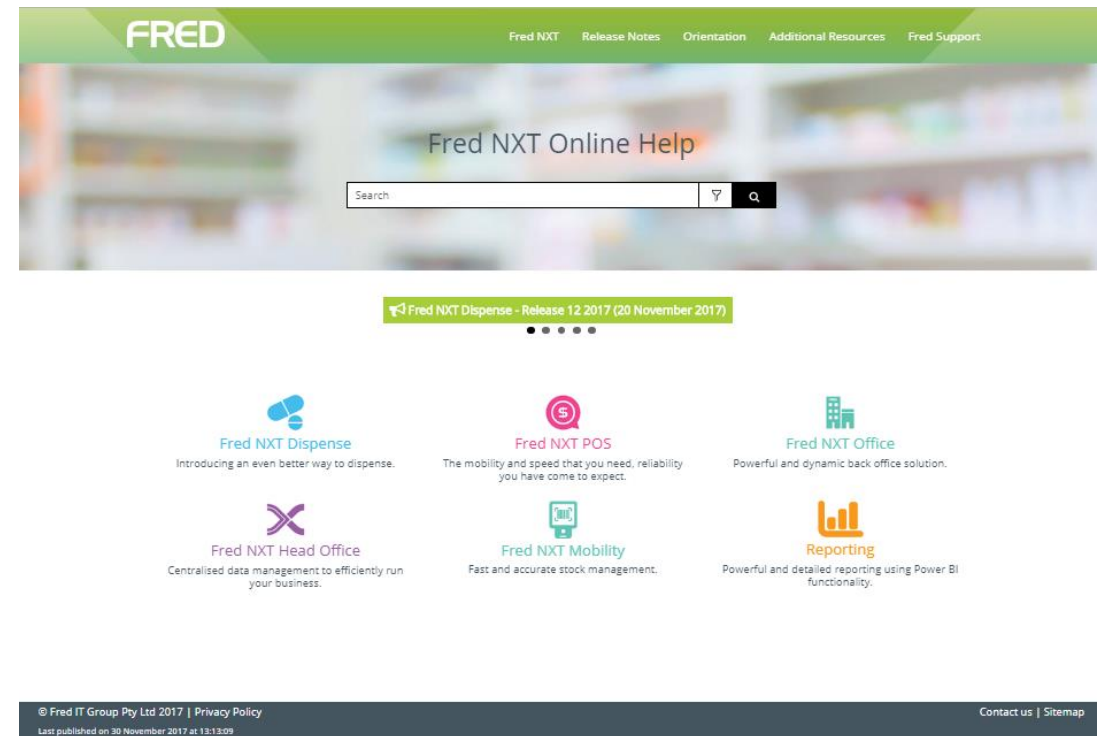 FRED
Fred NXT Release Notes Orientation Additional Resources Fred Support
Fred NXT Online Help
Search
Fred NXT Dispense - Release 12 2017 (20 November 2017)
Fred NXT Dispense
Introducing an even better way to dispense.
Fred NXT POS
The mobility and speed that you need, reliability
you have come to expect.
Fred NXT Office
Powerful and dynamic back office solution.
Fred NXT Head Office
Centralised data management to efficiently run
your business.
Fred NXT Mobility
Fast and accurate stock management.
Reporting
Powerful and detailed reporting using Power BI
functionality.
© Fred IT Group Pty Ltd 2017 | Privacy Policy
Contact us | Sitemap
Last published on 30 November 2017 at 13:13:09